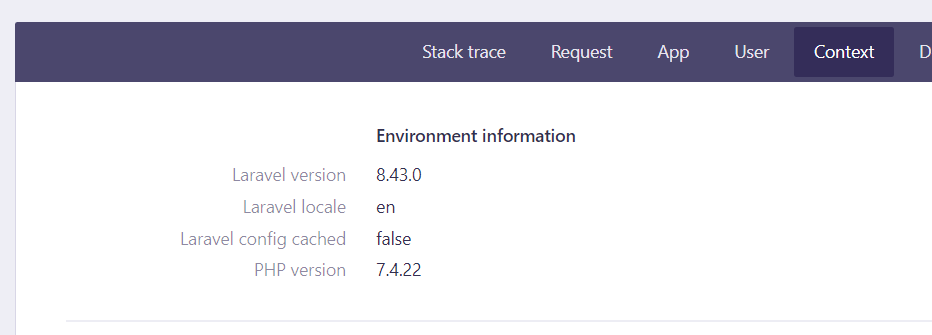 Stack trace Request App User Context D
Environment information
Laravel version 8.43.0
Laravel locale en
Laravel config cached false
PHP version 7.4.22